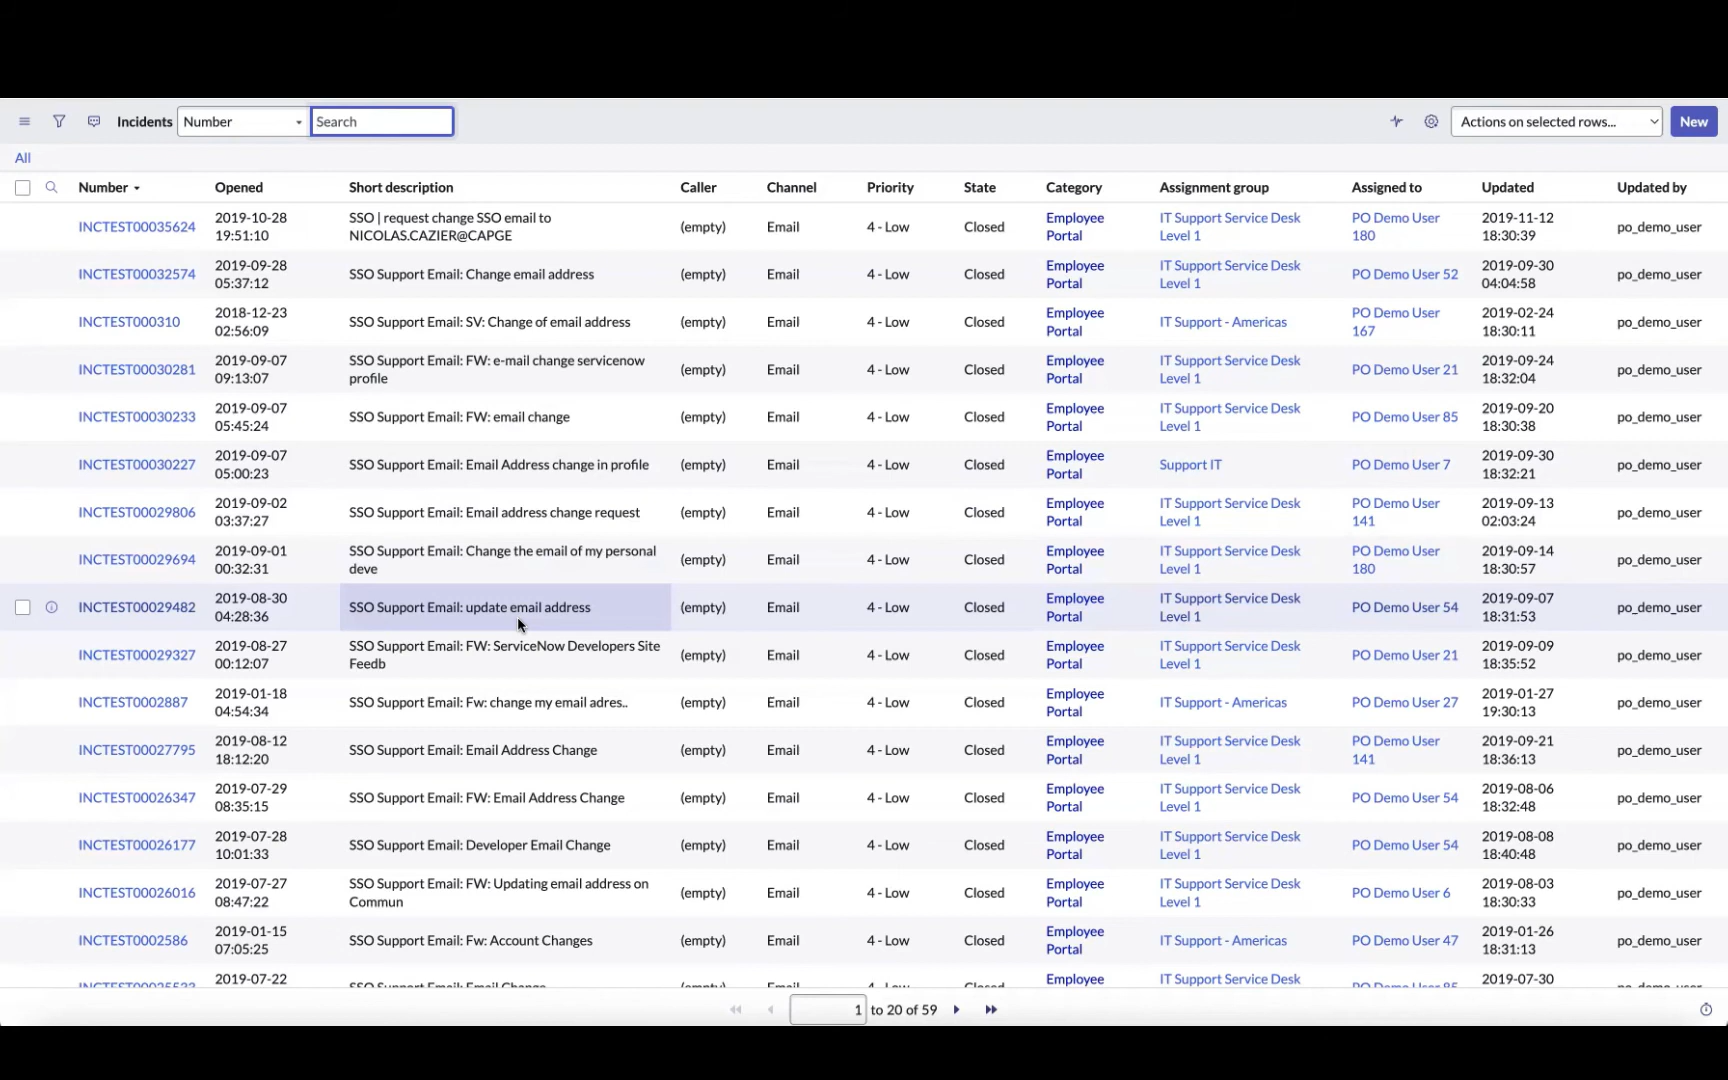 Incidents Number Search Actions on selected rows... New
All
Number Opened Short description Caller Channel Priority State Category Assignment group Assigned to Updated Updated by
INCTEST00035624 2019-10-28 19:51:10 SSO | request change SSO email to NICOLAS.CAZIER@CAPGE (empty) Email 4 - Low Closed Employee Portal IT Support Service Desk Level 1 PO Demo User 180 2019-11-12 18:30:39 po_demo_user
INCTEST00032574 2019-09-28 05:37:12 SSO Support Email: Change email address (empty) Email 4 - Low Closed Employee Portal IT Support Service Desk Level 1 PO Demo User 52 2019-09-30 04:04:58 po_demo_user
INCTEST000310 2018-12-23 02:56:09 SSO Support Email: SV: Change of email address (empty) Email 4 - Low Closed Employee Portal IT Support - Americas PO Demo User 167 2019-02-24 18:30:11 po_demo_user
INCTEST00030281 2019-09-07 09:13:07 SSO Support Email: FW: e-mail change servicenow profile (empty) Email 4 - Low Closed Employee Portal IT Support Service Desk Level 1 PO Demo User 21 2019-09-24 18:32:04 po_demo_user
INCTEST00030233 2019-09-07 05:45:24 SSO Support Email: FW: email change (empty) Email 4 - Low Closed Employee Portal IT Support Service Desk Level 1 PO Demo User 85 2019-09-20 18:30:38 po_demo_user
INCTEST00030227 2019-09-07 05:00:23 SSO Support Email: Email Address change in profile (empty) Email 4 - Low Closed Employee Portal Support IT PO Demo User 7 2019-09-30 18:32:21 po_demo_user
INCTEST00029806 2019-09-02 03:37:27 SSO Support Email: Email address change request (empty) Email 4 - Low Closed Employee Portal IT Support Service Desk Level 1 PO Demo User 141 2019-09-13 02:03:24 po_demo_user
INCTEST00029694 2019-09-01 00:32:31 SSO Support Email: Change the email of my personal deve (empty) Email 4 - Low Closed Employee Portal IT Support Service Desk Level 1 PO Demo User 180 2019-09-14 18:30:57 po_demo_user
INCTEST00029482 2019-08-30 04:28:36 SSO Support Email: update email address (empty) Email 4 - Low Closed Employee Portal IT Support Service Desk Level 1 PO Demo User 54 2019-09-07 18:31:53 po_demo_user
INCTEST00029327 2019-08-27 00:12:07 SSO Support Email: FW: ServiceNow Developers Site Feedb (empty) Email 4 - Low Closed Employee Portal IT Support Service Desk Level 1 PO Demo User 21 2019-09-09 18:35:52 po_demo_user
INCTEST0002887 2019-01-18 04:54:34 SSO Support Email: Fw: change my email adres.. (empty) Email 4 - Low Closed Employee Portal IT Support - Americas PO Demo User 27 2019-01-27 19:30:13 po_demo_user
INCTEST00027795 2019-08-12 18:12:20 SSO Support Email: Email Address Change (empty) Email 4 - Low Closed Employee Portal IT Support Service Desk Level 1 PO Demo User 141 2019-09-21 18:36:13 po_demo_user
INCTEST00026347 2019-07-29 08:35:15 SSO Support Email: FW: Email Address Change (empty) Email 4 - Low Closed Employee Portal IT Support Service Desk Level 1 PO Demo User 54 2019-08-06 18:32:48 po_demo_user
INCTEST00026177 2019-07-28 10:01:33 SSO Support Email: Developer Email Change (empty) Email 4 - Low Closed Employee Portal IT Support Service Desk Level 1 PO Demo User 54 2019-08-08 18:40:48 po_demo_user
INCTEST00026016 2019-07-27 08:47:22 SSO Support Email: FW: Updating email address on Commun (empty) Email 4 - Low Closed Employee Portal IT Support Service Desk Level 1 PO Demo User 6 2019-08-03 18:30:33 po_demo_user
INCTEST0002586 2019-01-15 07:05:25 SSO Support Email: Fw: Account Changes (empty) Email 4 - Low Closed Employee Portal IT Support - Americas PO Demo User 47 2019-01-26 18:31:13 po_demo_user
2019-07-22 SSO Support Email: Email Change (empty) Email 4 - Low Closed Employee IT Support Service Desk PO Demo User 2019-07-30
1 to 20 of 59